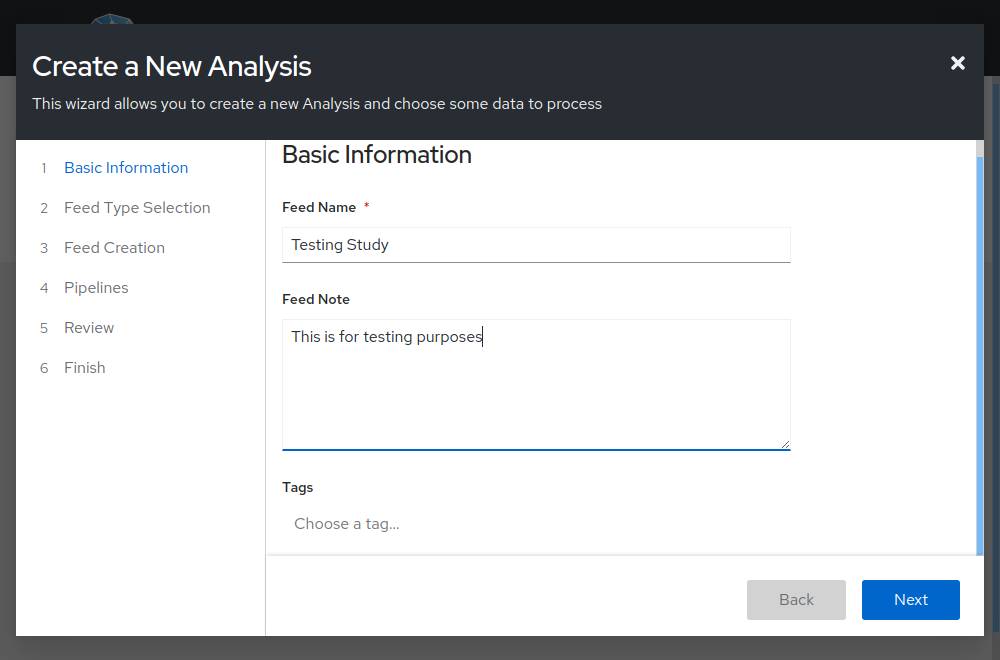 Create a New Analysis
This wizard allows you to create a new Analysis and choose some data to process
1 Basic Information
2 Feed Type Selection
3 Feed Creation
4 Pipelines
5 Review
6 Finish
Basic Information
Feed Name *
Testing Study
Feed Note
This is for testing purposes
Tags
Choose a tag...
Back
Next